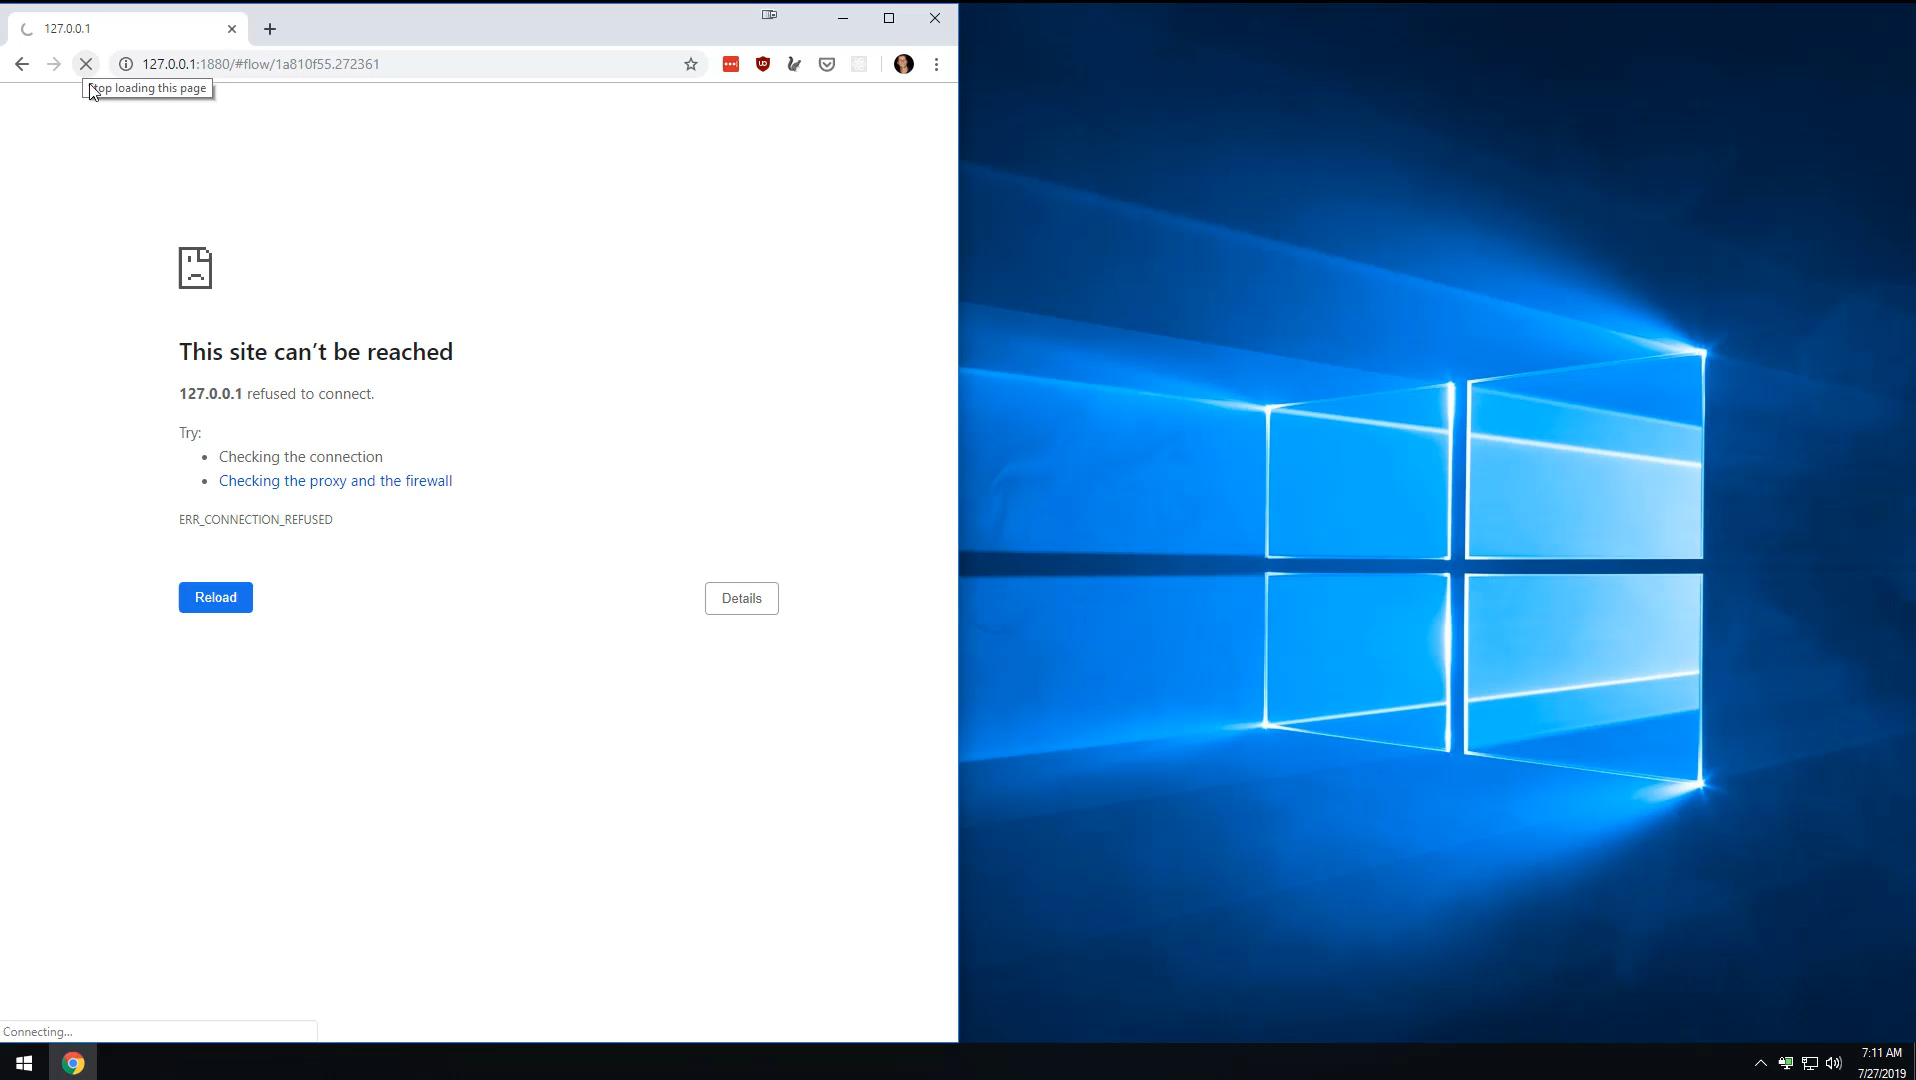 127.0.0.1
127.0.0.1:1880/#flow/1a810f55.272361
top loading this page
This site can’t be reached
127.0.0.1 refused to connect.
Try:
Checking the connection
Checking the proxy and the firewall
ERR_CONNECTION_REFUSED
Reload
Details
Connecting...
7:11 AM
7/27/2019